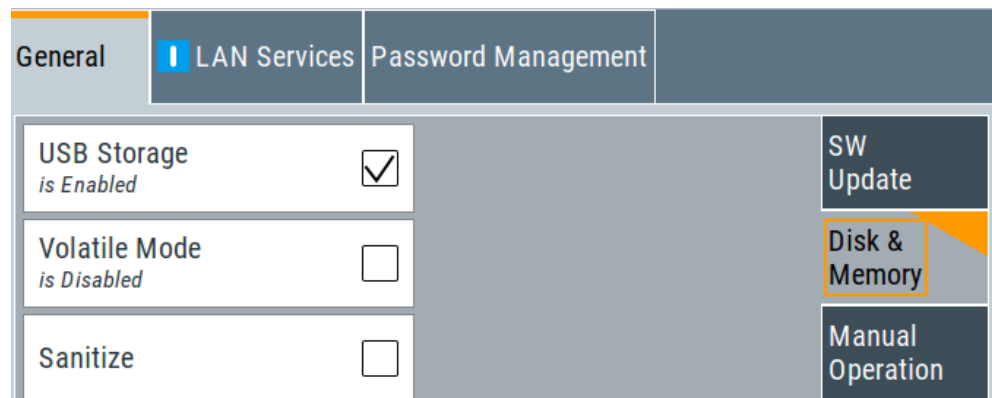 General
LAN Services
Password Management
USB Storage
is Enabled
Volatile Mode
is Disabled
Sanitize
SW
Update
Disk &
Memory
Manual
Operation